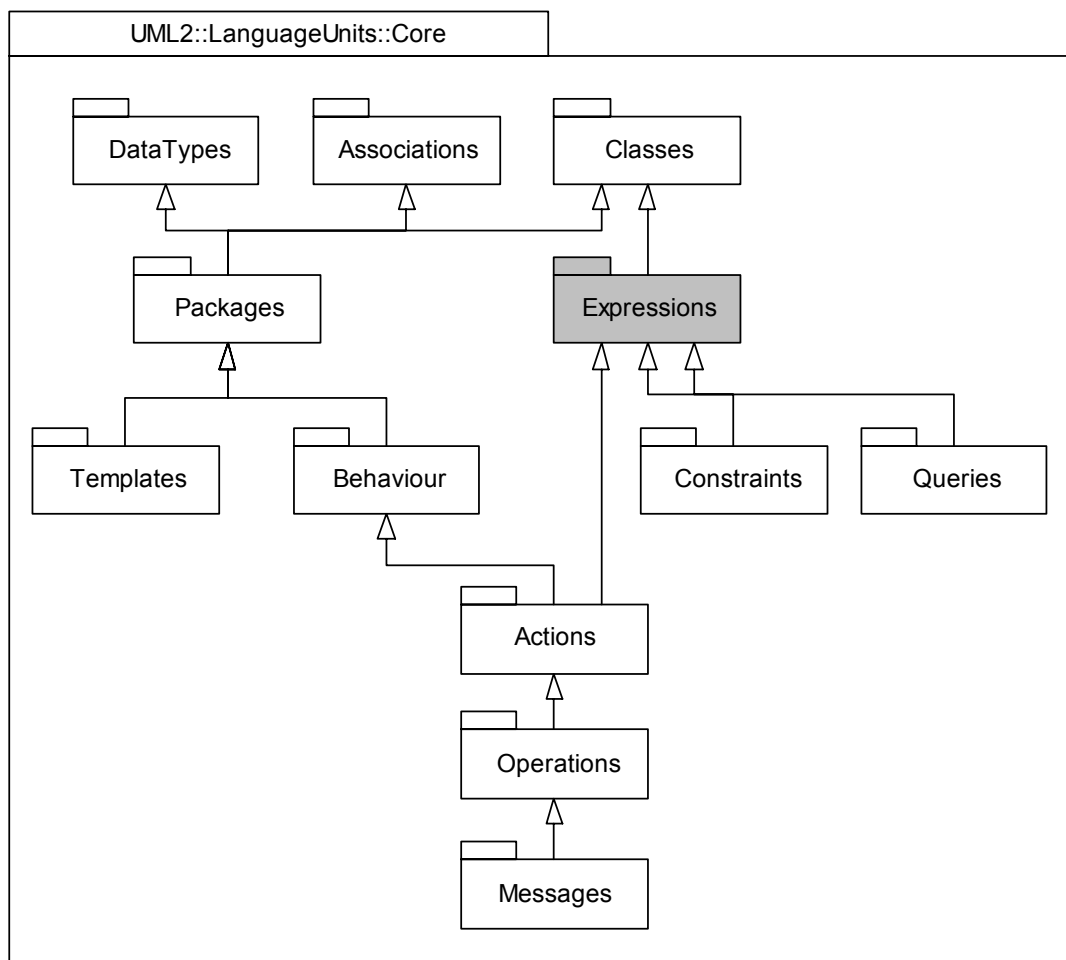 UML2::LanguageUnits::Core
DataTypes
Associations
Classes
Packages
Expressions
Templates
Behaviour
Constraints
Queries
Actions
Operations
Messages